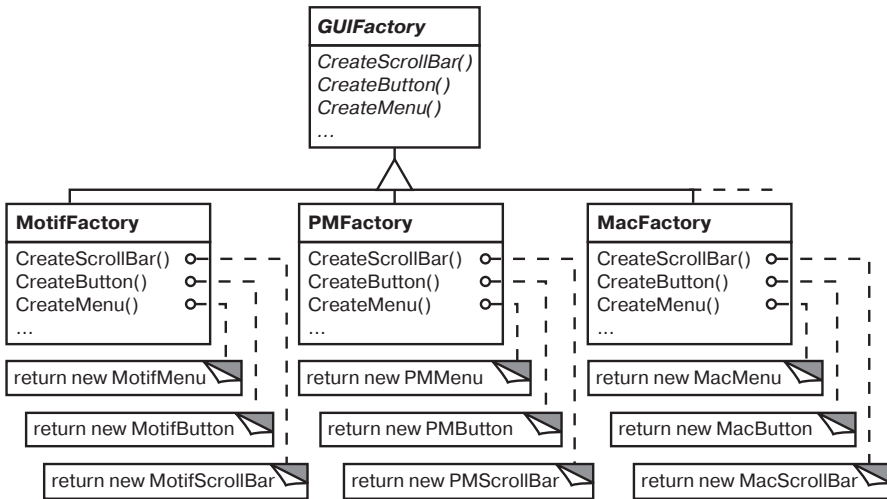 GUIFactory
CreateScrollBar()
CreateButton()
CreateMenu()
...
MotifFactory
CreateScrollBar()
CreateButton()
CreateMenu()
...
return new MotifMenu
return new MotifButton
return new MotifScrollBar
PMFactory
CreateScrollBar()
CreateButton()
CreateMenu()
...
return new PMMenu
return new PMButton
return new PMScrollBar
MacFactory
CreateScrollBar()
CreateButton()
CreateMenu()
...
return new MacMenu
return new MacButton
return new MacScrollBar